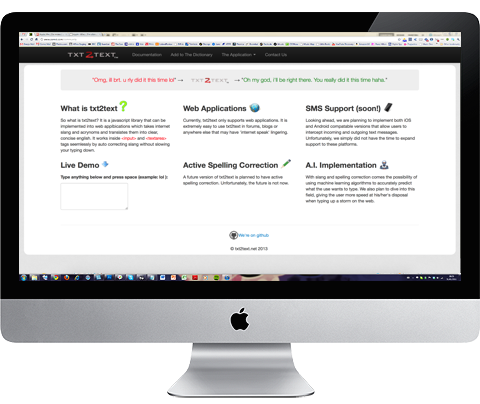 TXT2TEXT Documentation Add to The Dictionary The Application Contact Us
"Omg, ill brt. u rly did it this time lol" → TXT2TEXT → "Oh my god, I'll be right there. You really did it this time haha."
What is txt2text? Web Applications SMS Support (soon!)
So what is txt2text? It is a javascript library that can be
implemented into web applications which takes internet
slang and acronyms and translates them into clear,
concise english. It works inside <input> and <textarea>
tags seemlessly by auto correcting slang without
slowing your typing down.
Currently, txt2text only supports web applications. It is
extremely easy to use txt2text in forums, blogs or
anywhere else that may have 'internet speak' lingering.
Looking ahead, we are planning to implement both iOS
and Android compatible versions that allow users to
intercept incoming and outgoing text messages.
Unfortunately, we simply did not have the time to expand
support to these platforms.
Live Demo Active Spelling Correction A.I. Implementation
Type anything below and press space (example: lol ):
A future version of txt2text is planned to have active
spelling correction. Unfortunately, the future is not now.
With slang and spelling correction comes the possibility of
using machine learning algorithms to accurately predict
what the user wants to type. We also plan to dive into this
field, giving the user more speed at his/her's
disposal when typing up a storm on the web.
We're on github
© txt2text.net 2013